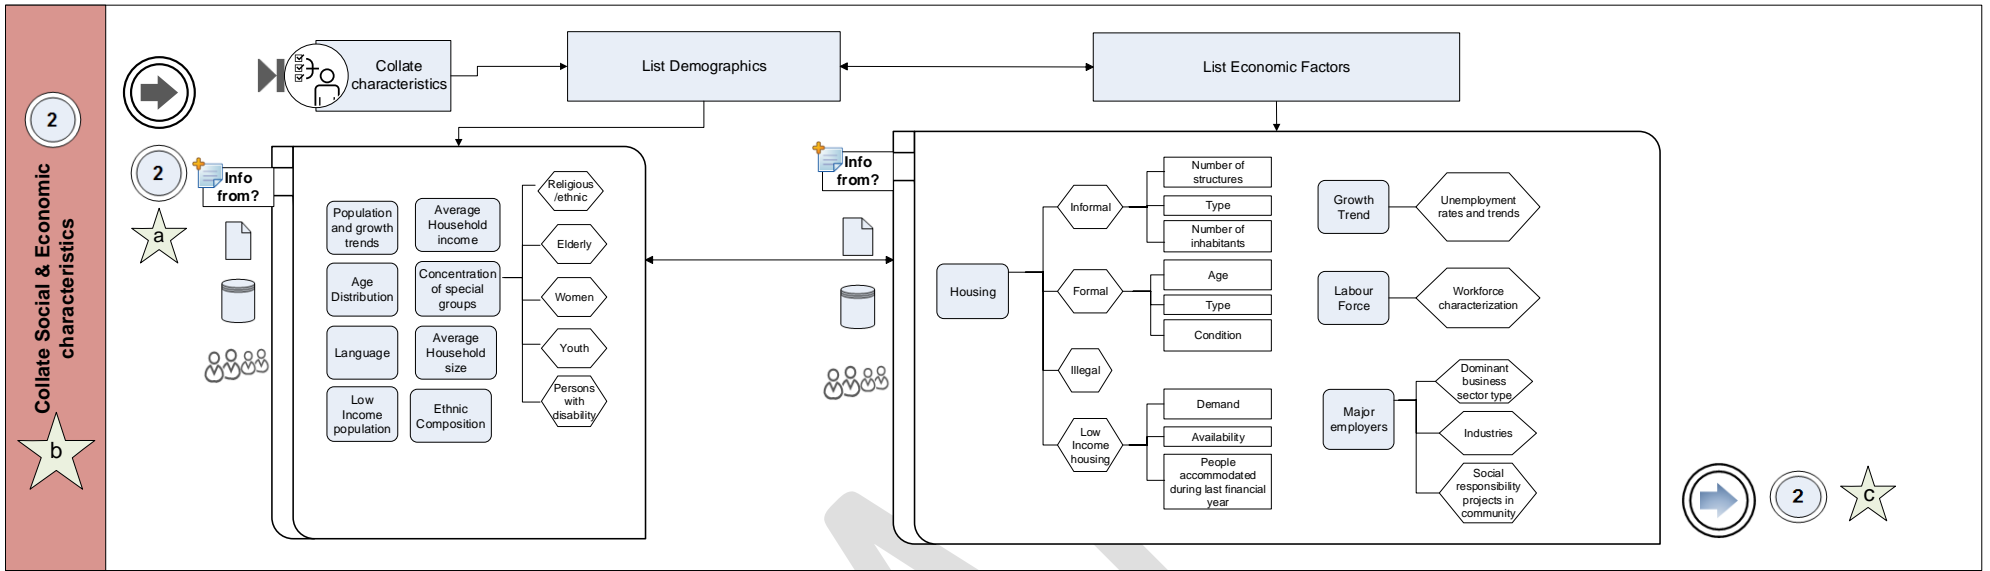 2
Collate Social & Economic
characteristics
b
2
a
Collate
characteristics
List Demographics
List Economic Factors
Info
from?
Population
and growth
trends
Average
Household
income
Age
Distribution
Concentration
of special
groups
Language
Average
Household
size
Low
Income
population
Ethnic
Composition
Religious
/ethnic
Elderly
Women
Youth
Persons
with
disability
Info
from?
Housing
Informal
Number of
structures
Type
Number of
inhabitants
Formal
Age
Type
Condition
Illegal
Low
Income
housing
Demand
Availability
People
accommodated
during last financial
year
Growth
Trend
Unemployment
rates and trends
Labour
Force
Workforce
characterization
Major
employers
Dominant
business
sector type
Industries
Social
responsibility
projects in
community
2
c